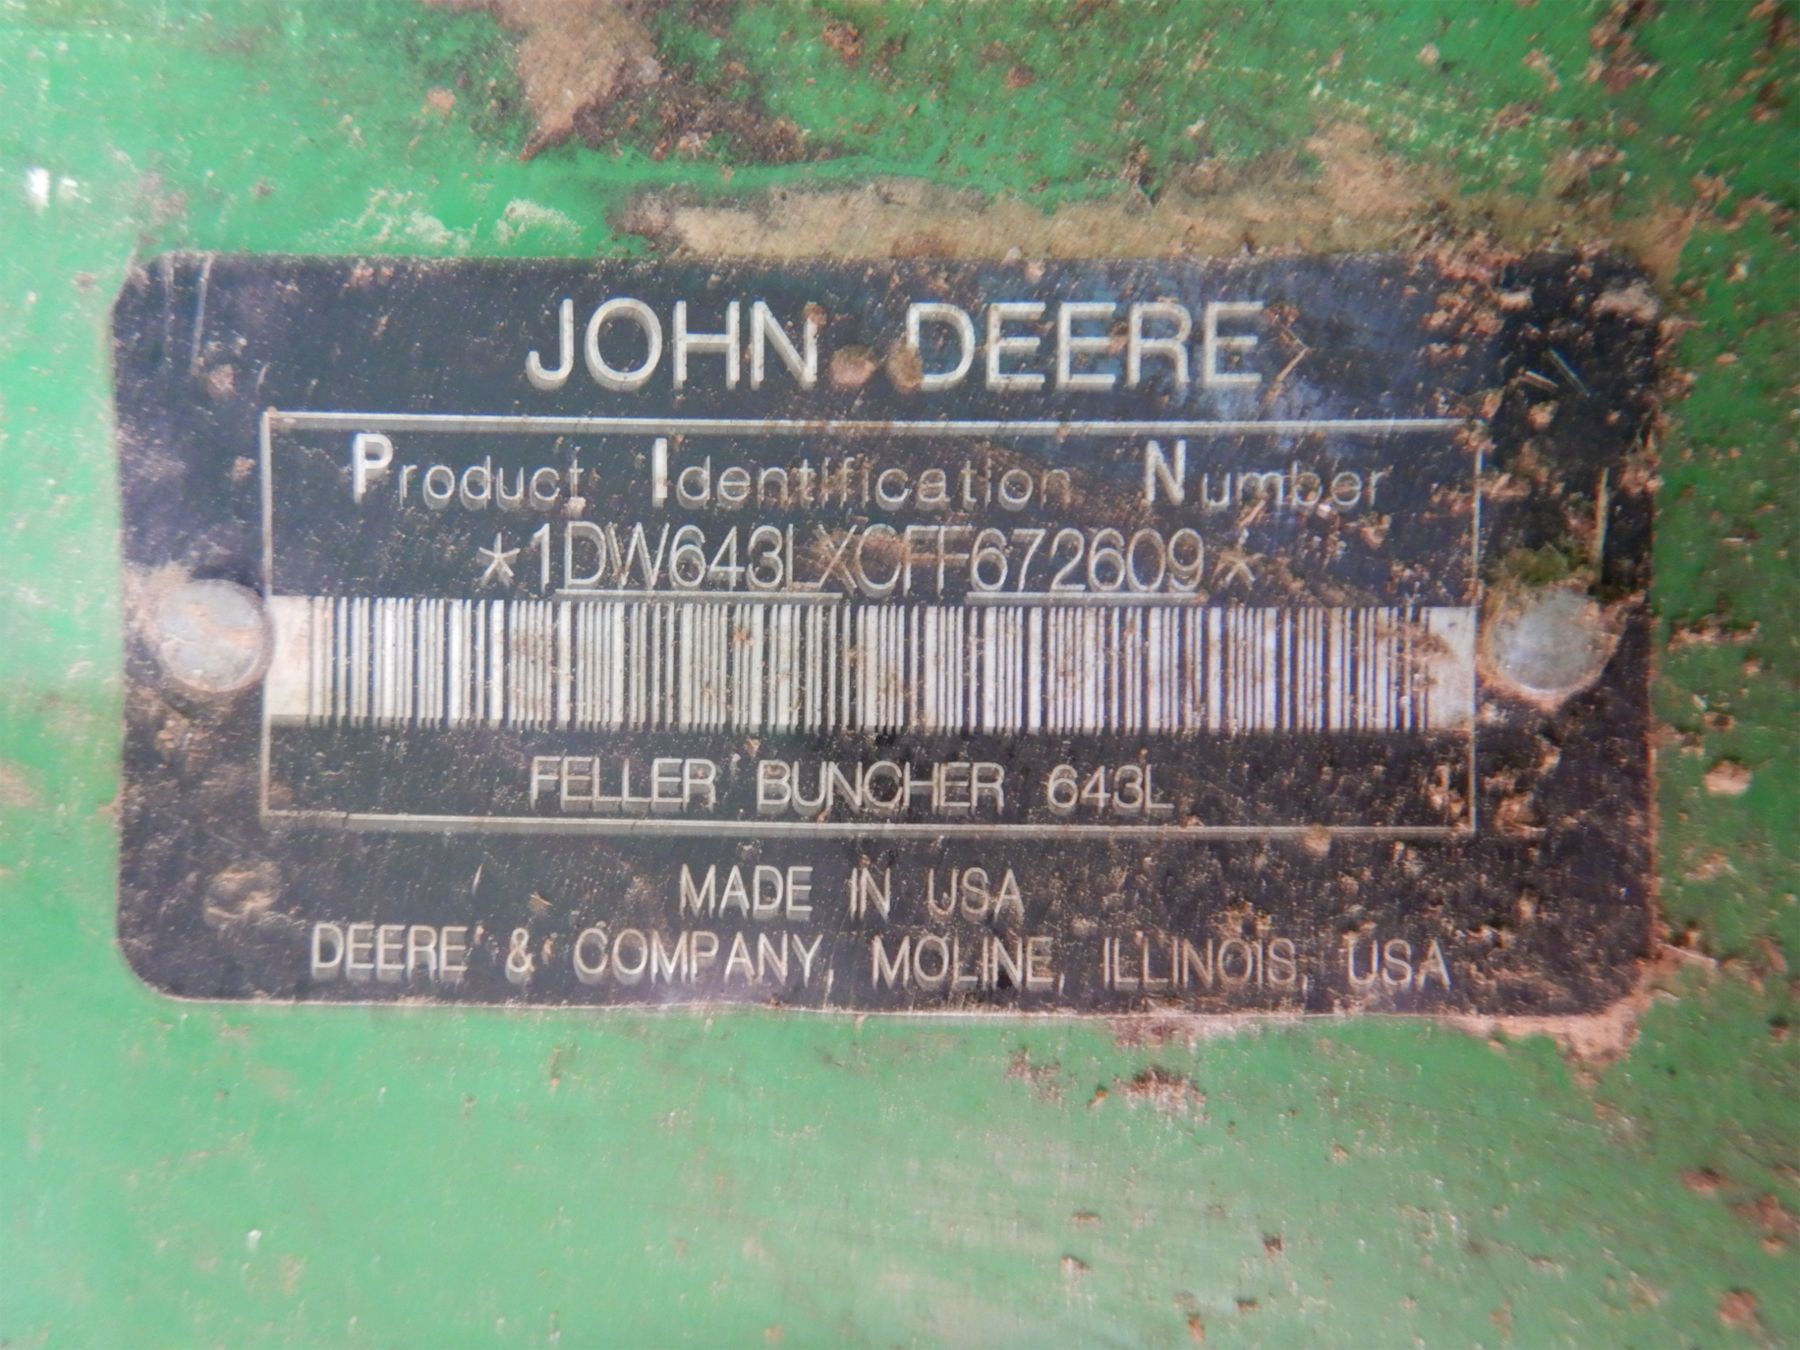 JOHN DEERE
Product Identification Number
*1DW643LXCFF672609*
FELLER BUNCHER 643L
MADE IN USA
DEERE & COMPANY, MOLINE, ILLINOIS, USA